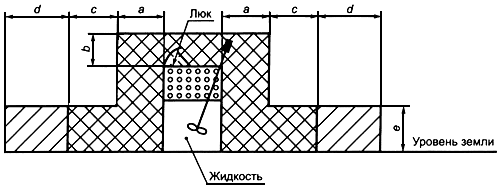 d c a a c d
Люк
b
e
Уровень земли
Жидкость